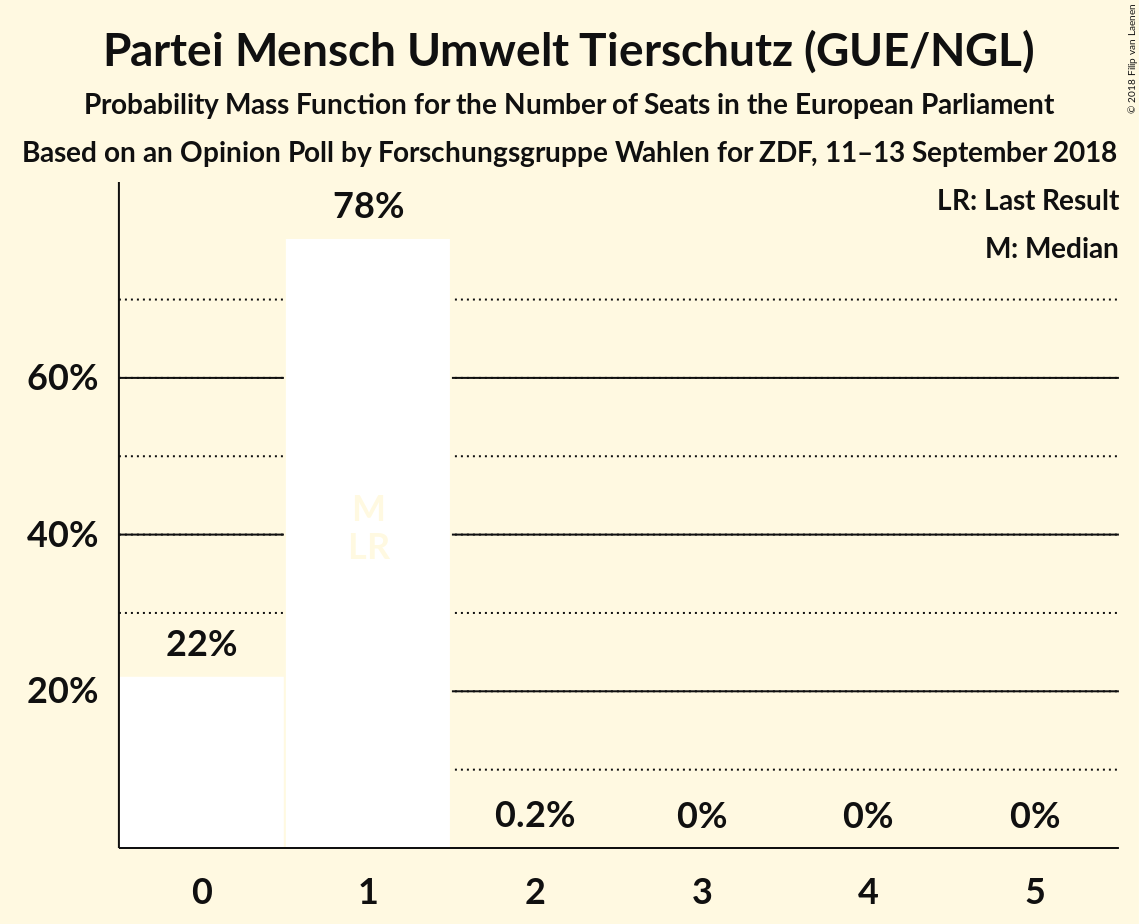 Partei Mensch Umwelt Tierschutz (GUE/NGL)
Probability Mass Function for the Number of Seats in the European Parliament
Based on an Opinion Poll by Forschungsgruppe Wahlen for ZDF, 11–13 September 2018
© 2018 Filip van Laenen
LR: Last Result
M: Median
78%
60%
M
40%
LR
22%
20%
0.2%
0%
0%
0%
0
1
2
3
4
5